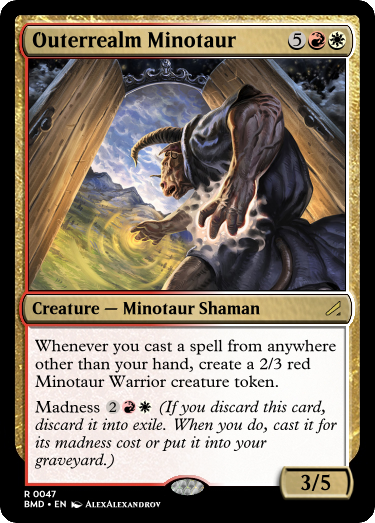 Outerrealm Minotaur 5
Creature — Minotaur Shaman
Whenever you cast a spell from anywhere
other than your hand, create a 2/3 red
Minotaur Warrior creature token.
Madness 2 (If you discard this card,
discard it into exile. When you do, cast it for
its madness cost or put it into your
graveyard.)
3/5
R 0047
BMD • EN AlexAlexandrov